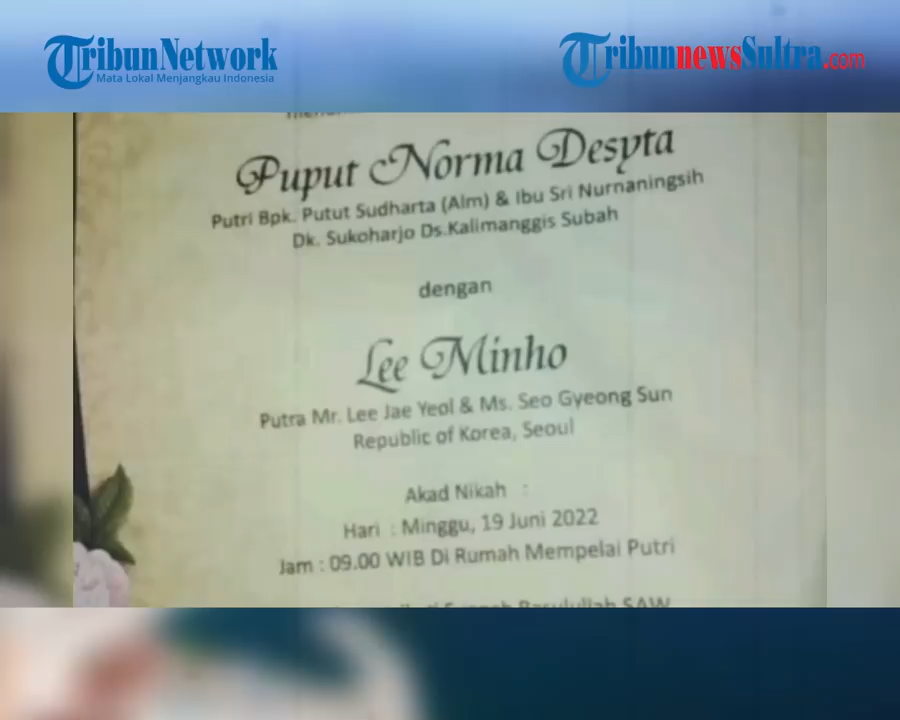 TribunNetwork
Mata Lokal Menjangkau Indonesia
TribunnewsSultra.com
Puput Norma Desyta
Putri Bpk. Putut Sudharta (Alm) & Ibu Sri Nurnaningsih
Dk. Sukoharjo Ds.Kalimanggis Subah
dengan
Lee Minho
Putra Mr. Lee Jae Yeol & Ms. Seo Gyeong Sun
Republic of Korea, Seoul
Akad Nikah :
Hari : Minggu, 19 Juni 2022
Jam : 09.00 WIB Di Rumah Mempelai Putri
Rasulullah SAW